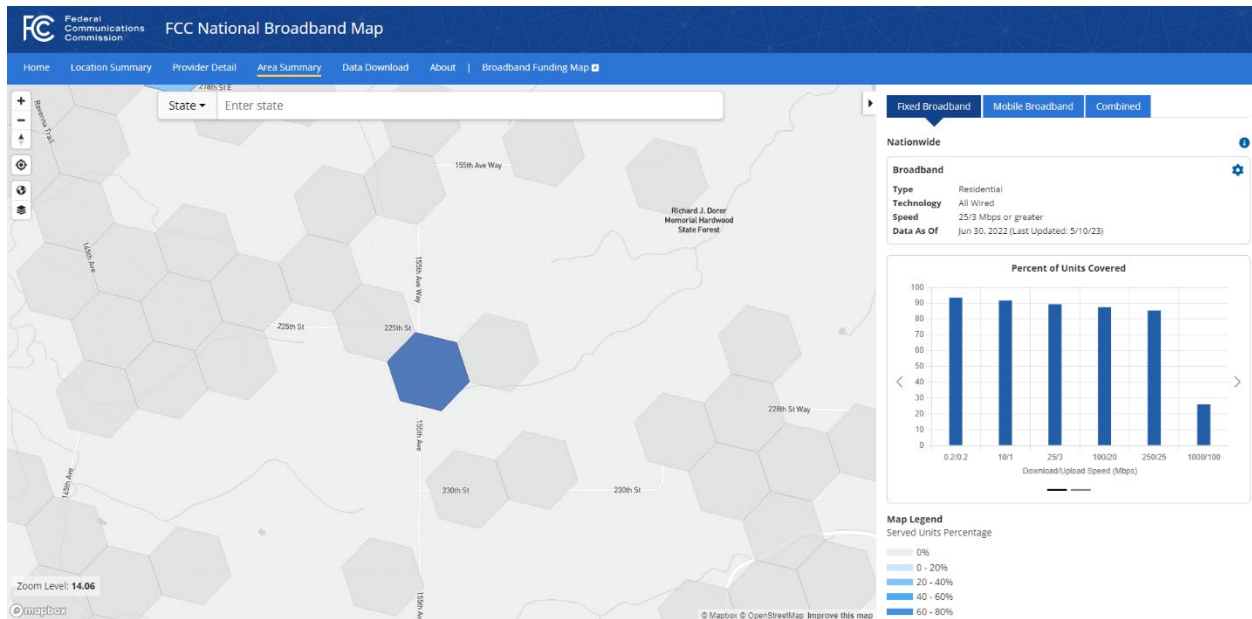 Federal
Communications
Commission
FCC National Broadband Map
Home Location Summary Provider Detail Area Summary Data Download About | Broadband Funding Map
State Enter state
218th St E
Ravenna Trail
155th Ave Way
Richard J. Dorer
Memorial Hardwood
State Forest
145th Ave
155th Ave Way
225th St
225th St
228th St Way
155th Ave
145th Ave
230th St
230th St
155th Av
Zoom Level: 14.06
mapbox
© Mapbox © OpenStreetMap Improve this map
Fixed Broadband Mobile Broadband Combined
Nationwide
Broadband
Type Residential
Technology All Wired
Speed 25/3 Mbps or greater
Data As Of Jun 30, 2022 (Last Updated: 5/10/23)
Percent of Units Covered
100
90
80
70
60
50
40
30
20
10
0
0.2/0.2 10/1 25/3 100/20 250/25 1000/100
Download/Upload Speed (Mbps)
Map Legend
Served Units Percentage
0%
0 - 20%
20 - 40%
40 - 60%
60 - 80%